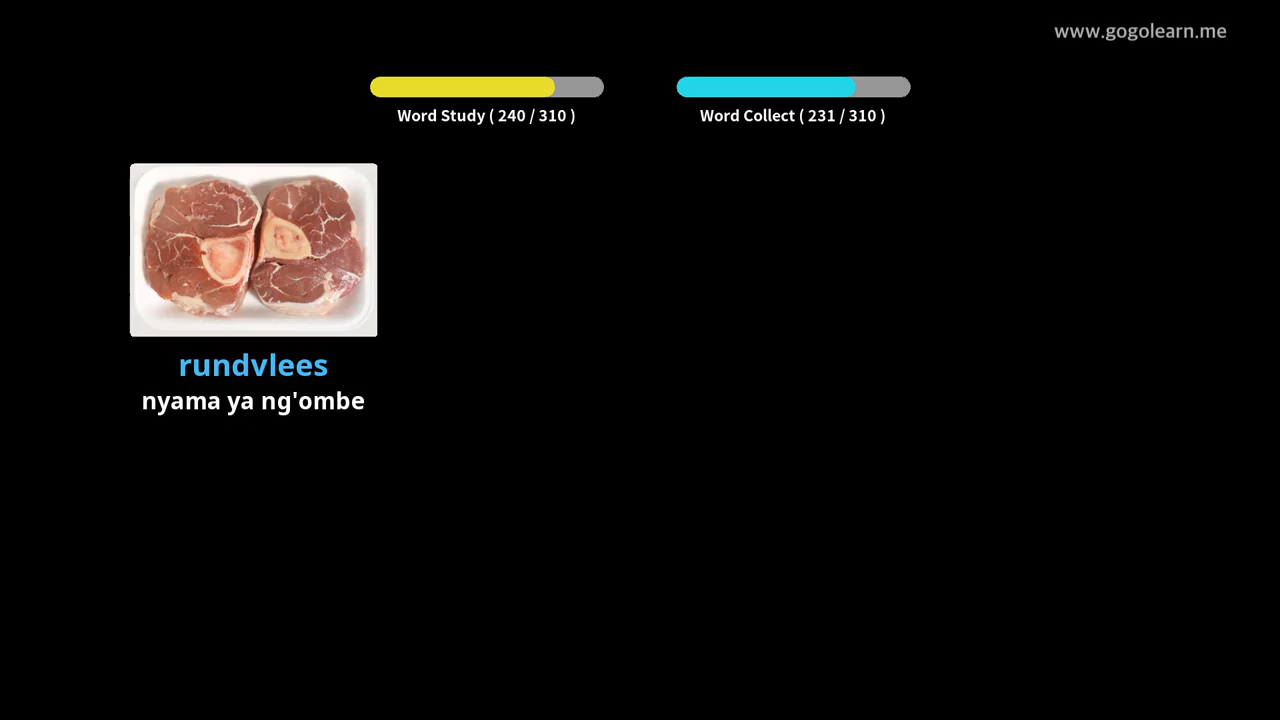 www.gogolearn.me
Word Study ( 240 / 310 )
Word Collect ( 231 / 310 )
rundvlees
nyama ya ng'ombe